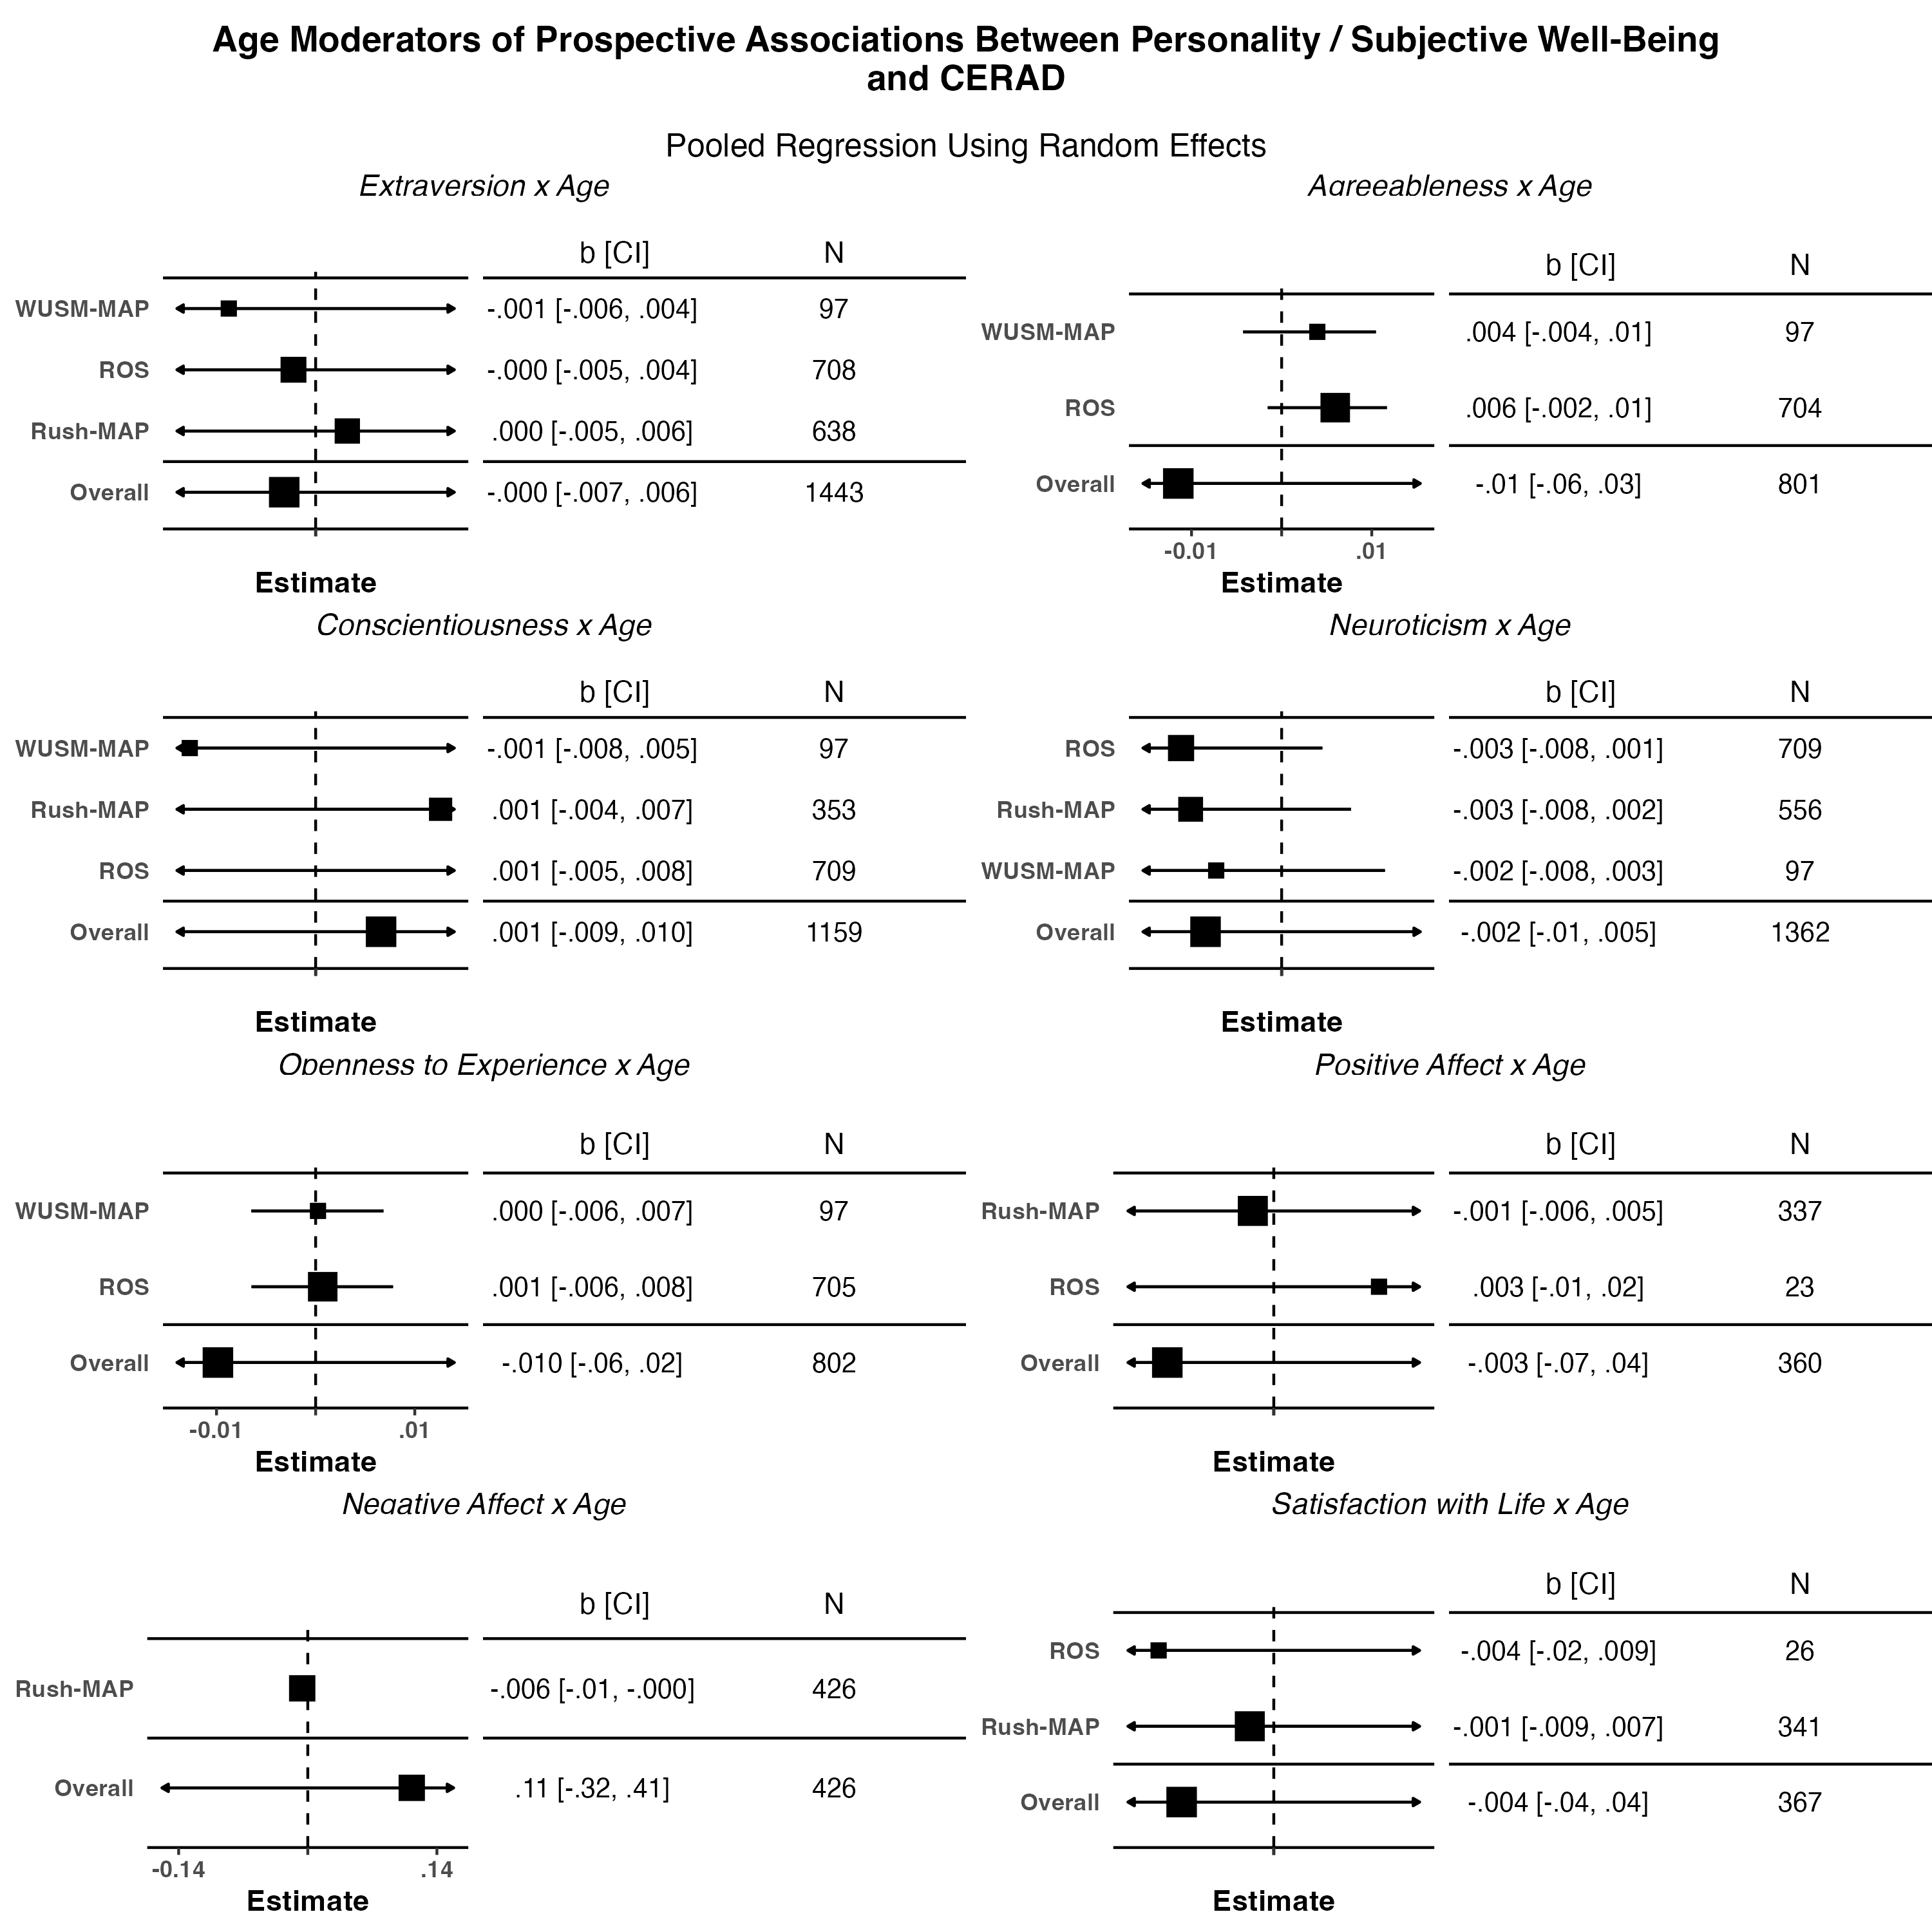 Age Moderators of Prospective Associations Between Personality / Subjective Well-Being
and CERAD
Pooled Regression Using Random Effects
Extraversion x Age
b [CI] N
WUSM-MAP -.001 [-.006, .004] 97
ROS -.000 [-.005, .004] 708
Rush-MAP .000 [-.005, .006] 638
Overall -.000 [-.007, .006] 1443
Estimate
Agreeableness x Age
b [CI] N
WUSM-MAP .004 [-.004, .01] 97
ROS .006 [-.002, .01] 704
Overall -.01 [-.06, .03] 801
-0.01 .01
Estimate
Conscientiousness x Age
b [CI] N
WUSM-MAP -.001 [-.008, .005] 97
Rush-MAP .001 [-.004, .007] 353
ROS .001 [-.005, .008] 709
Overall .001 [-.009, .010] 1159
Estimate
Neuroticism x Age
b [CI] N
ROS -.003 [-.008, .001] 709
Rush-MAP -.003 [-.008, .002] 556
WUSM-MAP -.002 [-.008, .003] 97
Overall -.002 [-.01, .005] 1362
Estimate
Openness to Experience x Age
b [CI] N
WUSM-MAP .000 [-.006, .007] 97
ROS .001 [-.006, .008] 705
Overall -.010 [-.06, .02] 802
-0.01 .01
Estimate
Positive Affect x Age
b [CI] N
Rush-MAP -.001 [-.006, .005] 337
ROS .003 [-.01, .02] 23
Overall -.003 [-.07, .04] 360
Estimate
Negative Affect x Age
b [CI] N
Rush-MAP -.006 [-.01, -.000] 426
Overall .11 [-.32, .41] 426
-0.14 .14
Estimate
Satisfaction with Life x Age
b [CI] N
ROS -.004 [-.02, .009] 26
Rush-MAP -.001 [-.009, .007] 341
Overall -.004 [-.04, .04] 367
Estimate